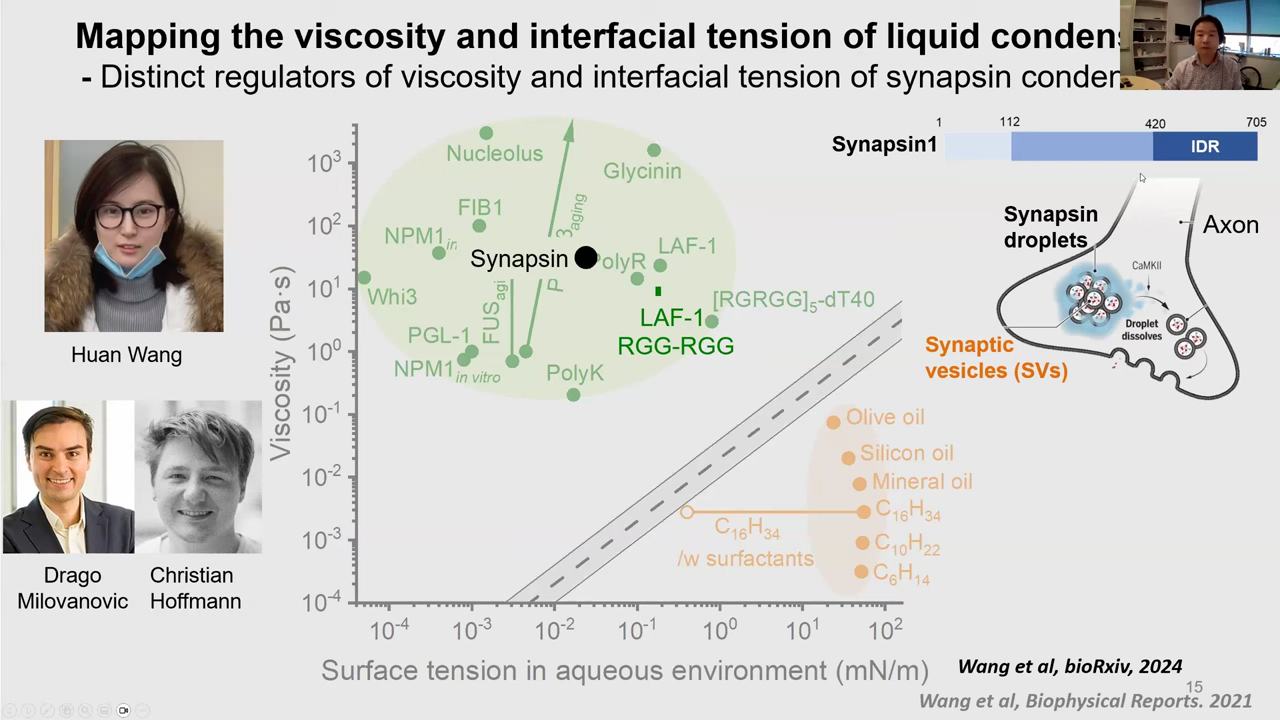 Mapping the viscosity and interfacial tension of liquid
- Distinct regulators of viscosity and interfacial tension of synapsin
Huan Wang
Drago
Milovanovic
Christian
Hoffmann
Viscosity (Pa·s)
10³
10²
10¹
10⁰
10⁻¹
10⁻²
10⁻³
10⁻⁴
Nucleolus
Glycinin
FIB1
NPM1
Synapsin
LAF-1
Whi3
[RGRGG]₅-dT40
LAF-1
RGG-RGG
PGL-1
FUS
aging
NPM1 in vitro
PolyK
Olive oil
Silicon oil
Mineral oil
C₁₆H₃₄
C₁₆H₃₄
/w surfactants
C₁₀H₂₂
C₆H₁₄
10⁻⁴ 10⁻³ 10⁻² 10⁻¹ 10⁰ 10¹ 10²
Surface tension in aqueous environment (mN/m)
1 112 420 705
Synapsin1 IDR
Synapsin
droplets
Axon
CaMKII
Droplet
dissolves
Synaptic
vesicles (SVs)
Wang et al, bioRxiv, 2024
15
Wang et al, Biophysical Reports. 2021